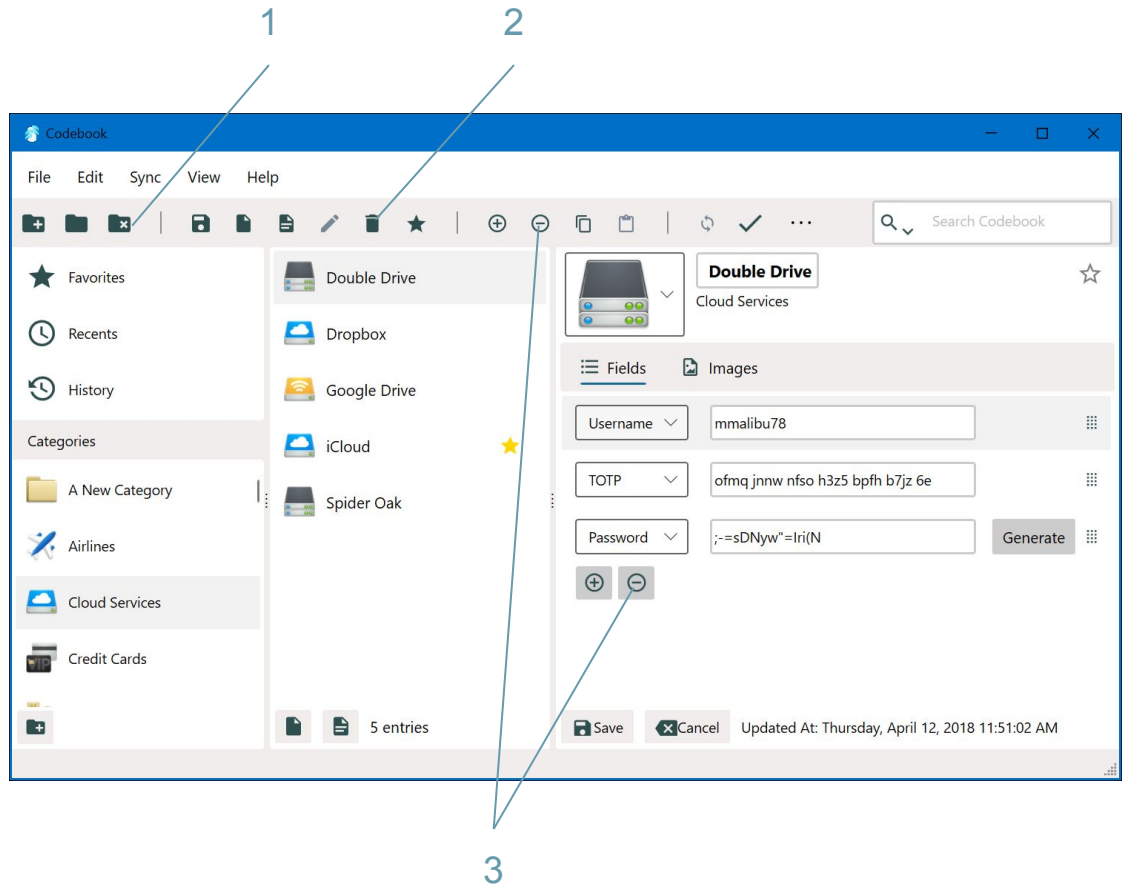 1
2
Codebook
File Edit Sync View Help
Search Codebook
Favorites
Recents
History
Categories
A New Category
Airlines
Cloud Services
VIP
Credit Cards
Double Drive
Dropbox
Google Drive
iCloud
Spider Oak
5 entries
Double Drive
Cloud Services
Fields Images
Username mmalibu78
TOTP ofmq jnnw nfso h3z5 bpfh b7jz 6e
Password ;-=sDNyw"=Iri(N Generate
Save Cancel Updated At: Thursday, April 12, 2018 11:51:02 AM
3